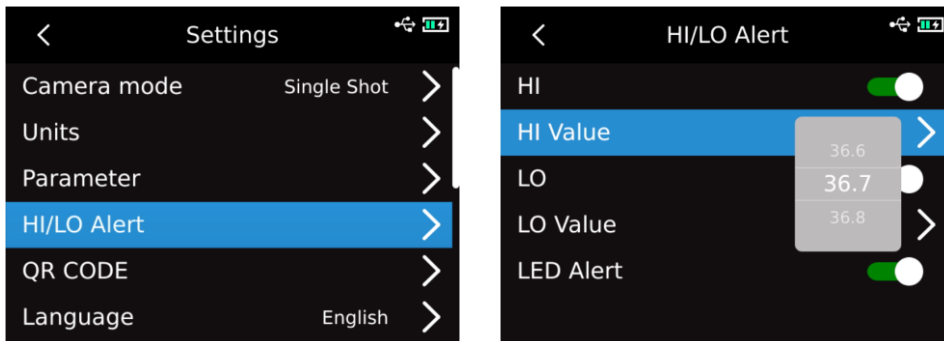 Settings
Camera mode Single Shot
Units
Parameter
HI/LO Alert
QR CODE
Language English
HI/LO Alert
HI
HI Value
36.6
36.7
36.8
LO
LO Value
LED Alert